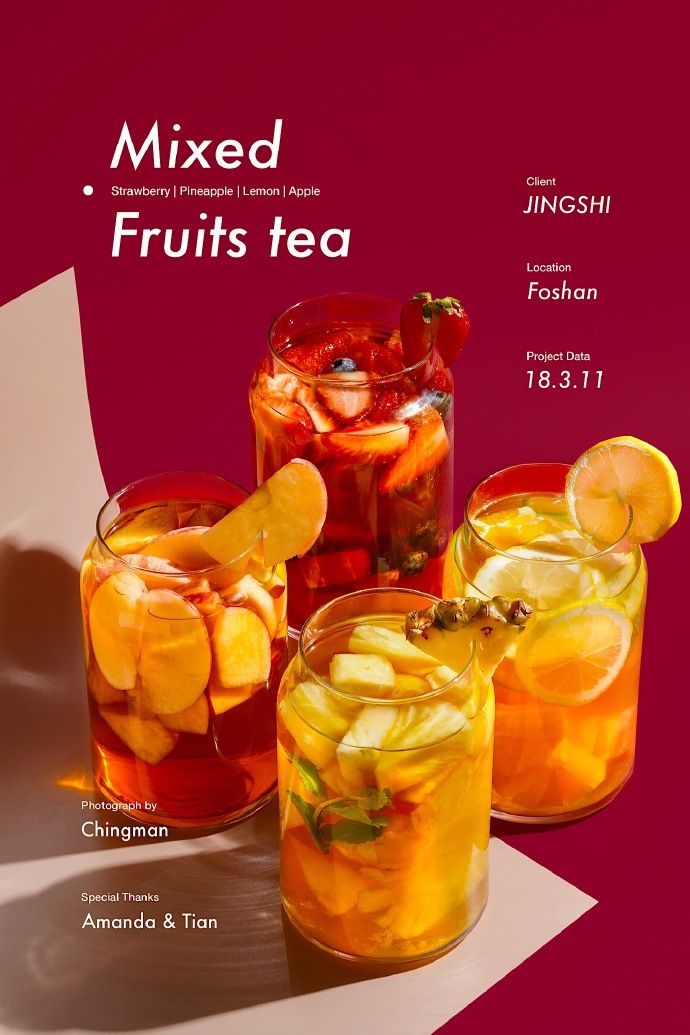 Mixed
Strawberry | Pineapple | Lemon | Apple
Fruits tea
Client
JINGSHI
Location
Foshan
Project Data
18.3.11
Photograph by
Chingman
Special Thanks
Amanda & Tian